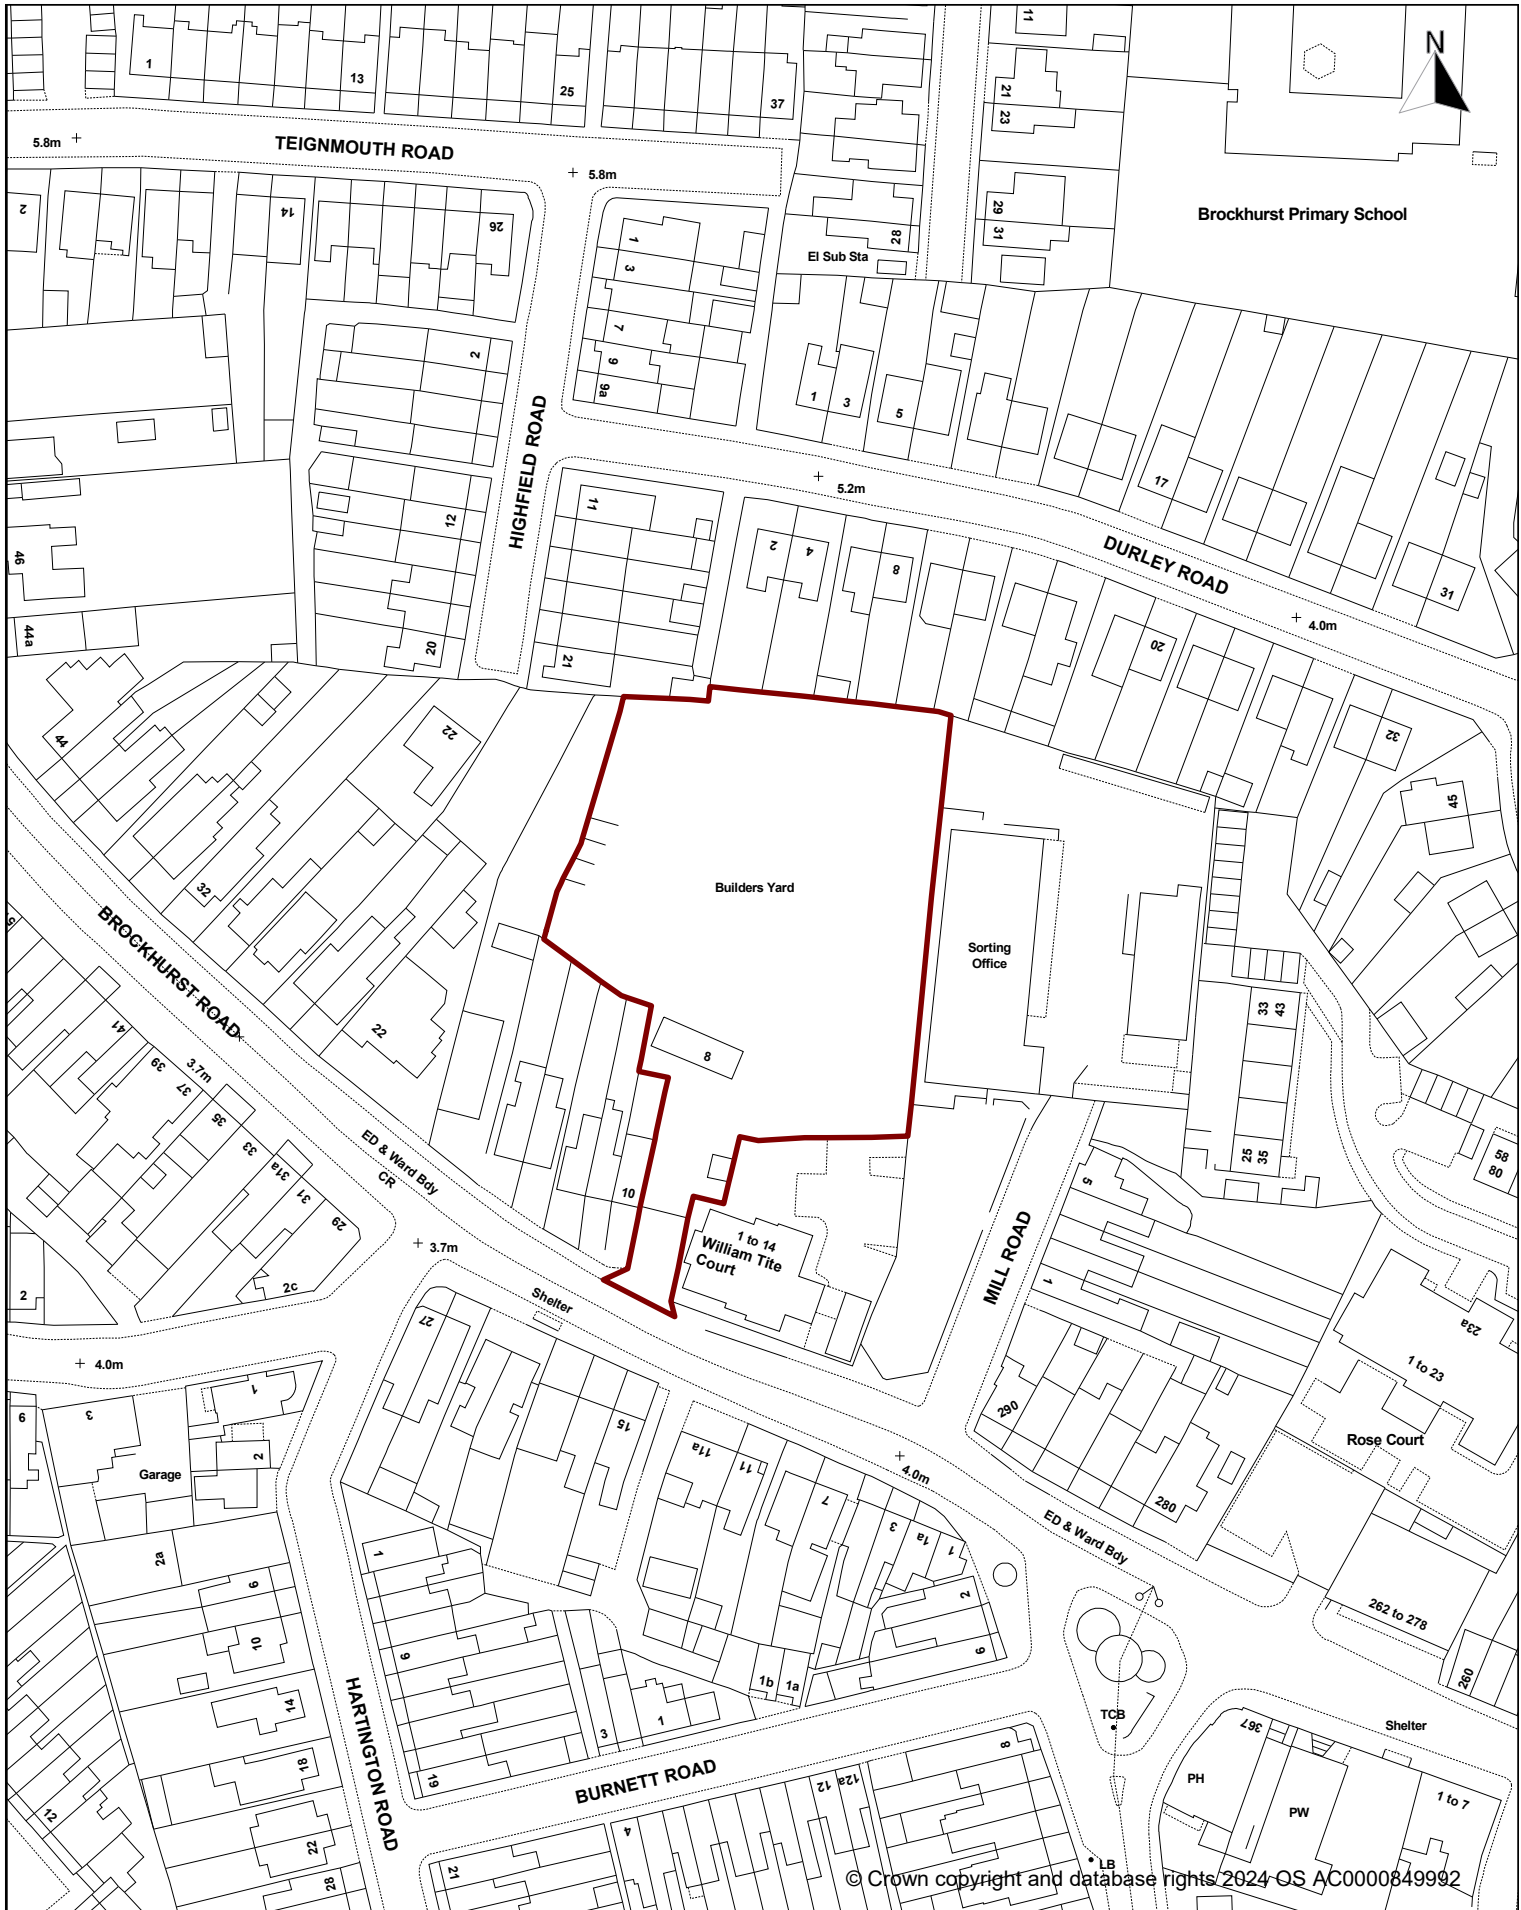 11
N
1
13
25
37
21
23
5.8m
TEIGNMOUTH ROAD
5.8m
29
31
Brockhurst Primary School
2
14
26
1
3
28
El Sub Sta
7
9
9a
2
1
3
5
HIGHFIELD ROAD
17
5.2m
11
12
46
2
4
8
DURLEY ROAD
31
44a
20
21
20
4.0m
44
22
32
45
32
Builders Yard
BROCKHURST ROAD
Sorting
Office
33
43
41
22
8
39
3.7m
37
35
33
31a
31
29
ED & Ward Bdy
CR
25
35
58
80
5
10
1 to 14
William Tite
Court
MILL ROAD
3.7m
2c
2
Shelter
1
27
23a
4.0m
1 to 23
1
3
9
290
15
11a
11
Rose Court
2
Garage
4.0m
7
3
1a
1
280
ED & Ward Bdy
2a
1
6
2
262 to 278
10
9
6
260
1b
1a
14
HARTINGTON ROAD
3
1
TCB
367
Shelter
18
19
BURNETT ROAD
8
12
12a
PH
PW
1 to 7
12
22
4
21
28
LB
© Crown copyright and database rights 2024 OS AC0000849992